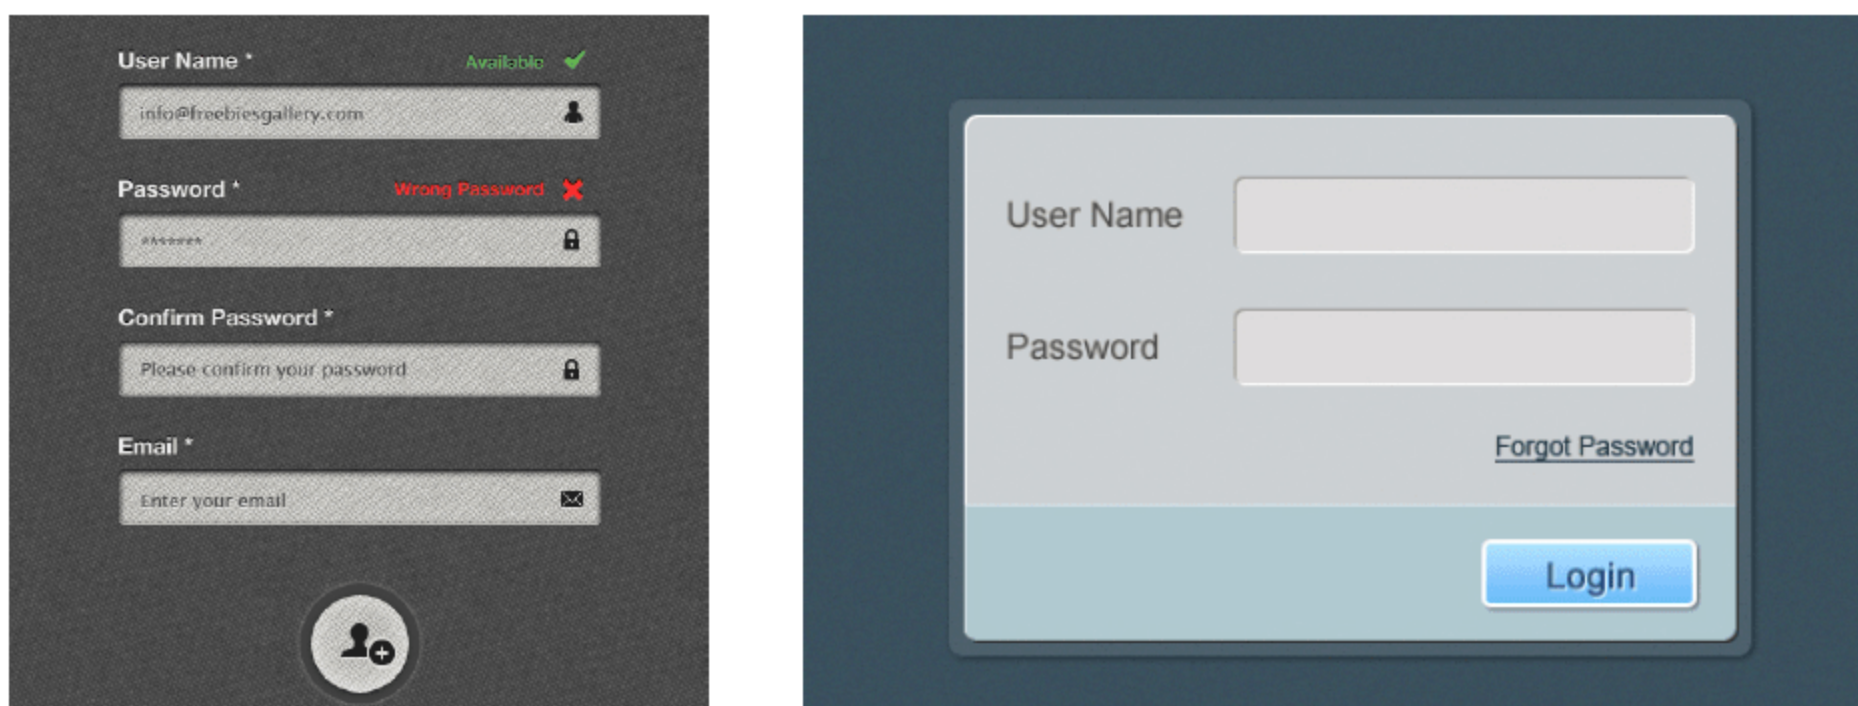 User Name * Available
info@freebiesgallery.com
Password * Wrong Password
*******
Confirm Password *
Please confirm your password
Email *
Enter your email
User Name
Password
Forgot Password
Login